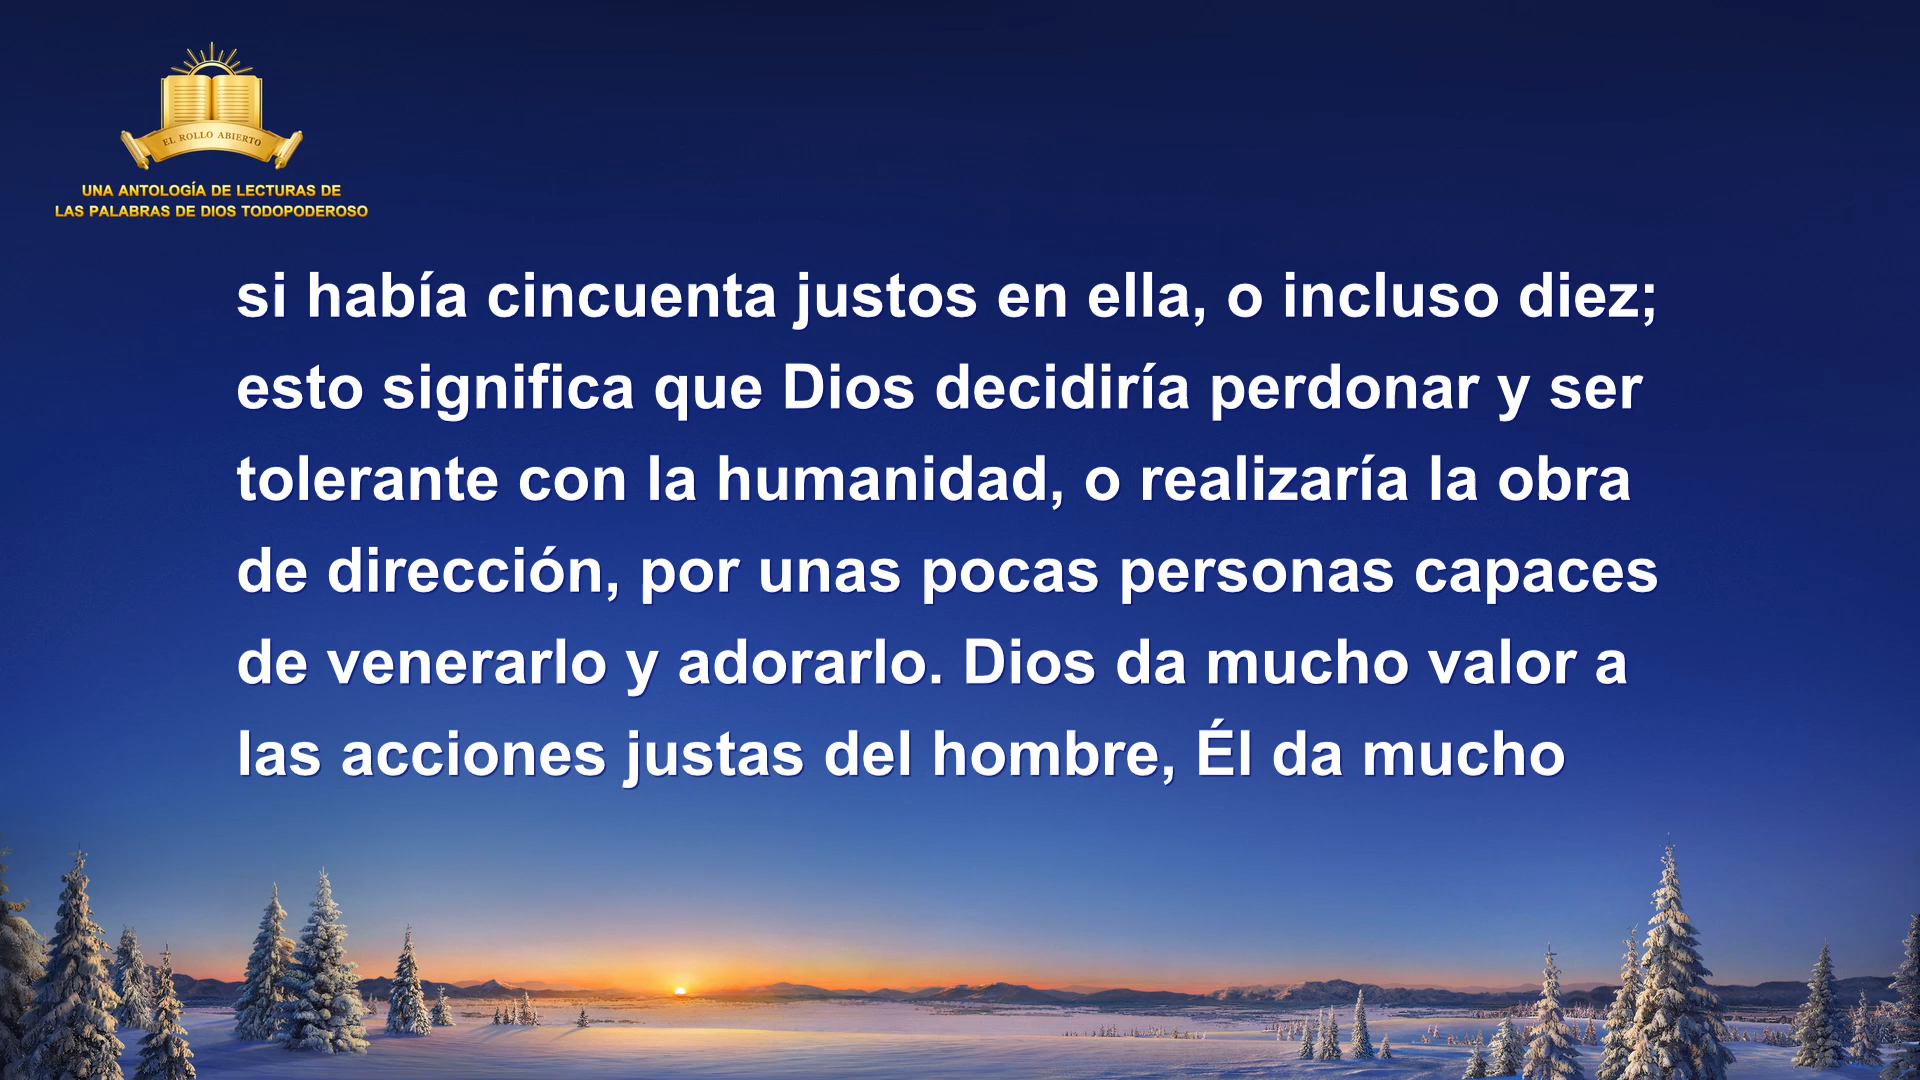 EL ROLLO ABIERTO
UNA ANTOLOGÍA DE LECTURAS DE
LAS PALABRAS DE DIOS TODOPODEROSO
si había cincuenta justos en ella, o incluso diez;
esto significa que Dios decidiría perdonar y ser
tolerante con la humanidad, o realizaría la obra
de dirección, por unas pocas personas capaces
de venerarlo y adorarlo. Dios da mucho valor a
las acciones justas del hombre, Él da mucho